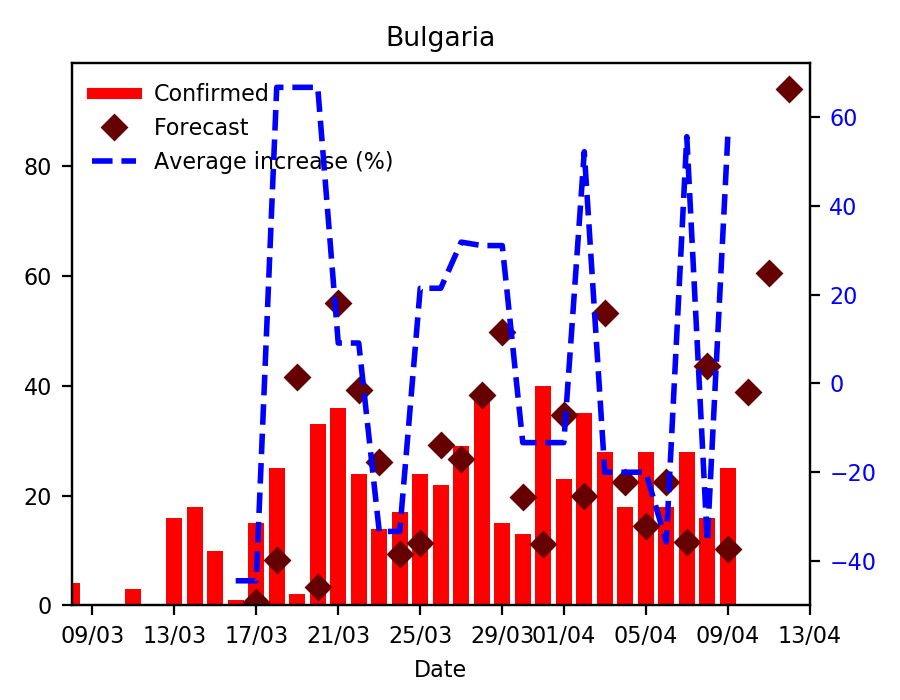 Bulgaria
Confirmed
Forecast
Average increase (%)
80
60
40
20
0
60
40
20
0
−20
−40
09/03 13/03 17/03 21/03 25/03 29/03 01/04 05/04 09/04 13/04
Date